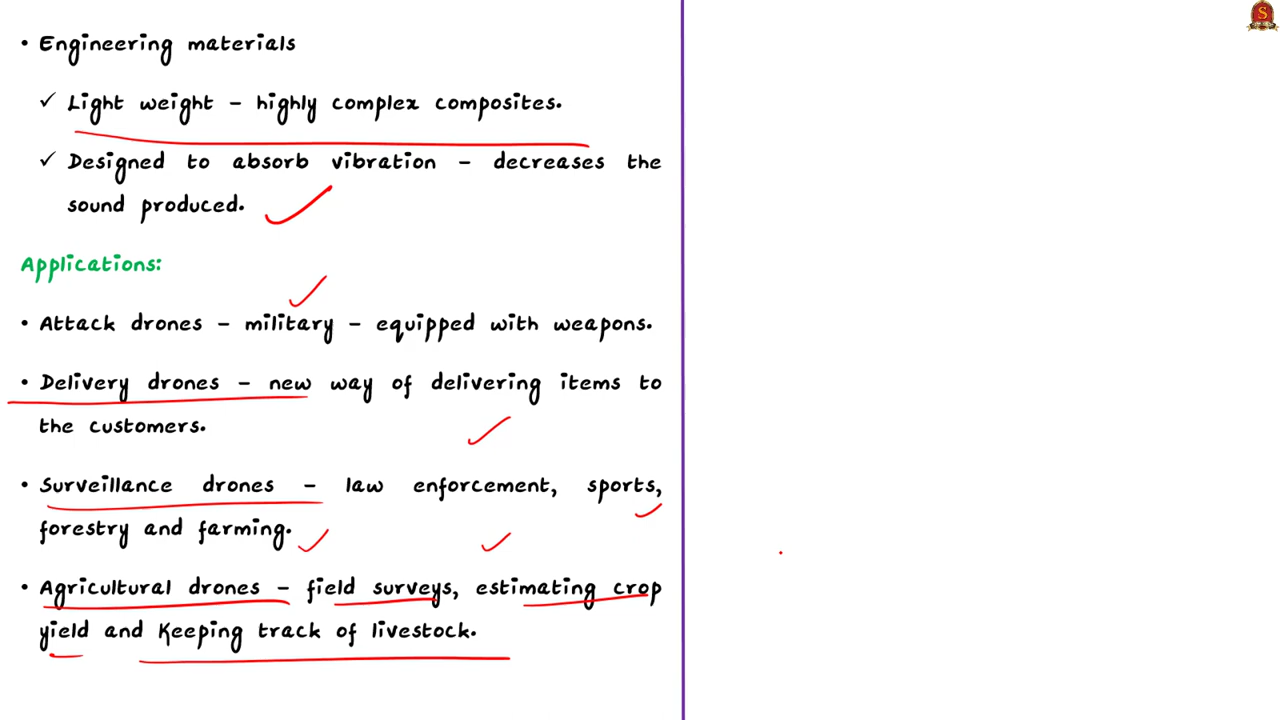 • Engineering materials
✓ Light weight – highly complex composites.
✓ Designed to absorb vibration – decreases the
sound produced.
Applications:
• Attack drones – military – equipped with weapons.
• Delivery drones – new way of delivering items to
the customers.
• Surveillance drones – law enforcement, sports,
forestry and farming.
• Agricultural drones – field surveys, estimating crop
yield and Keeping track of livestock.
S